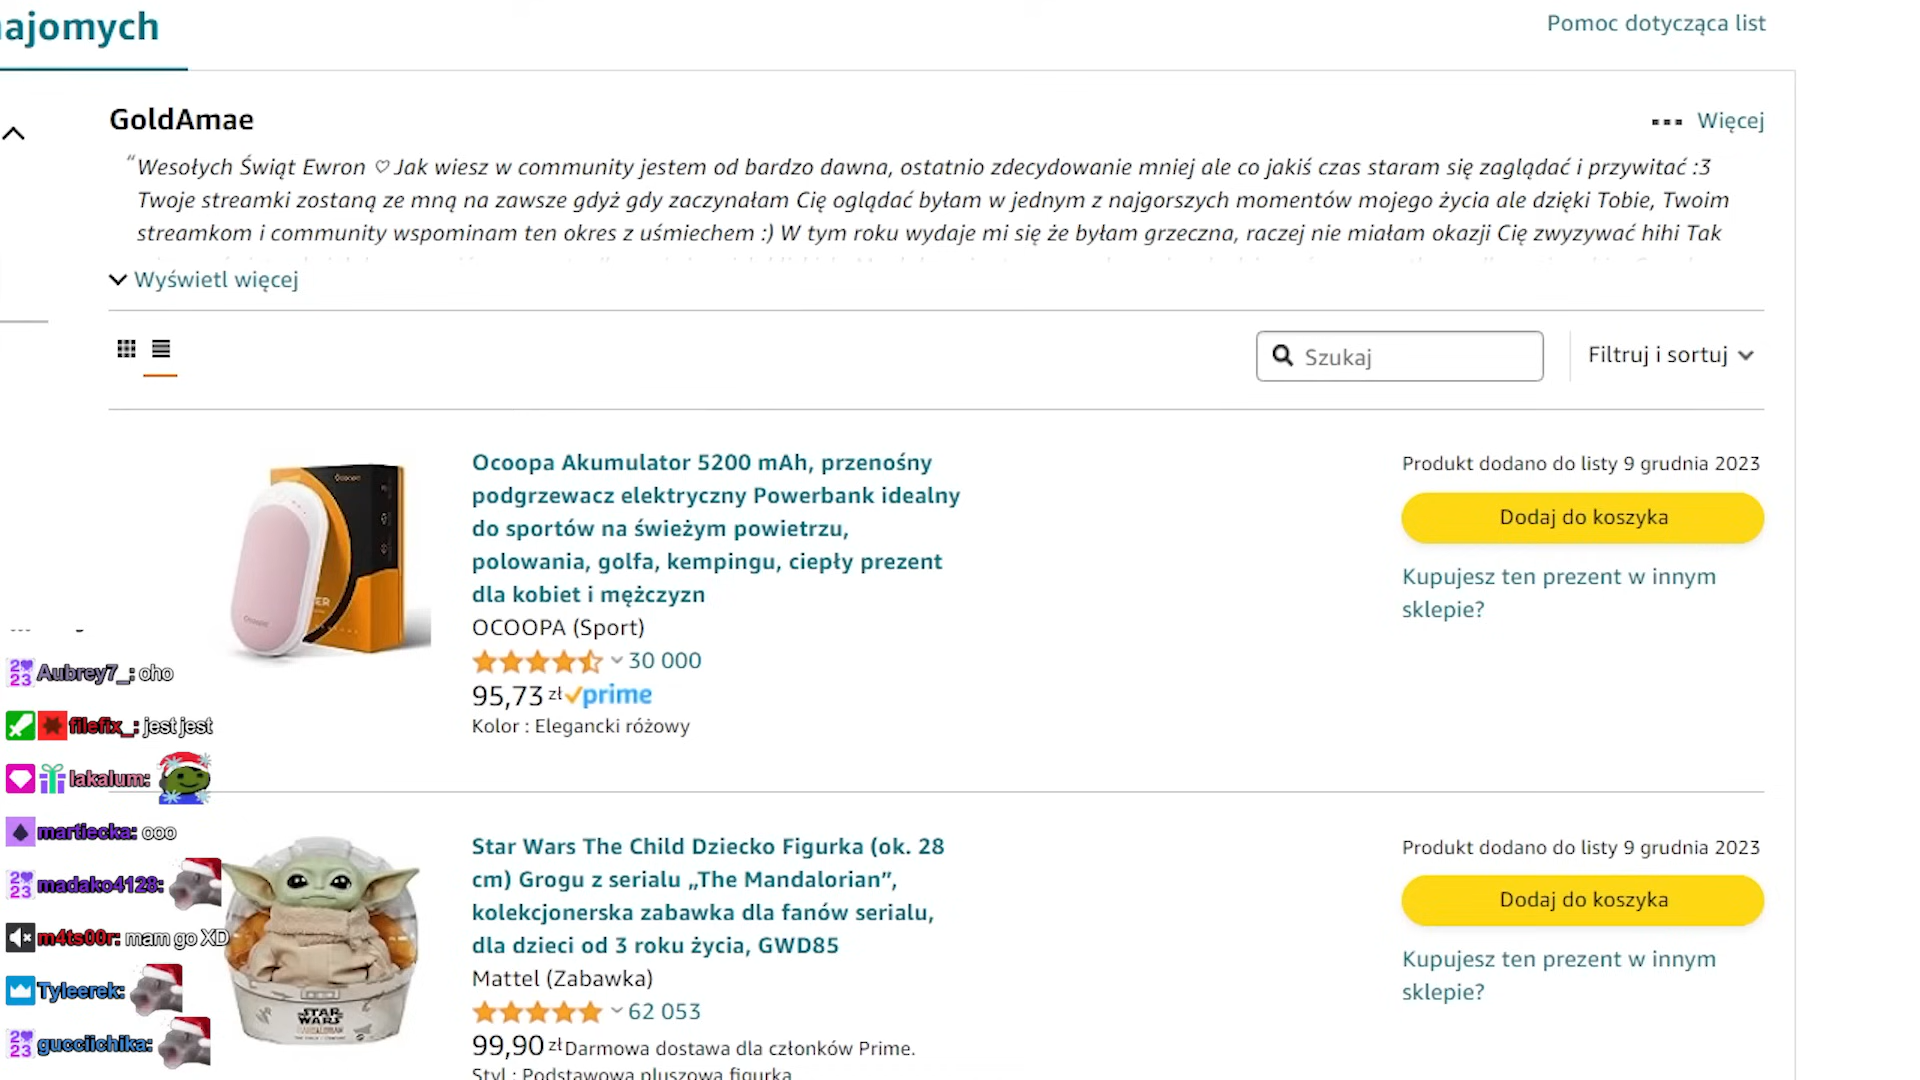 najomych
Pomoc dotycząca list
GoldAmae
Więcej
“Wesołych Świąt Ewron ♡ Jak wiesz w community jestem od bardzo dawna, ostatnio zdecydowanie mniej ale co jakiś czas staram się zaglądać i przywitać :3
Twoje streamki zostaną ze mną na zawsze gdyż gdy zaczynałam Cię oglądać byłam w jednym z najgorszych momentów mojego życia ale dzięki Tobie, Twoim
streamkom i community wspominam ten okres z uśmiechem :) W tym roku wydaje mi się że byłam grzeczna, raczej nie miałam okazji Cię zwyzywać hihi Tak
Wyświetl więcej
Szukaj
Filtruj i sortuj
Ocoopa Akumulator 5200 mAh, przenośny
podgrzewacz elektryczny Powerbank idealny
do sportów na świeżym powietrzu,
polowania, golfa, kempingu, ciepły prezent
dla kobiet i mężczyzn
OCOOPA (Sport)
30 000
95,73 zł prime
Kolor : Elegancki różowy
Produkt dodano do listy 9 grudnia 2023
Dodaj do koszyka
Kupujesz ten prezent w innym
sklepie?
Ocoopa
Ocoopa
Aubrey7_: oho
filefix_: jest jest
lakalum:
martiecka: ooo
madako4128:
m4ts00r: mam go XD
Tyleerek:
gucciichika:
Star Wars The Child Dziecko Figurka (ok. 28
cm) Grogu z serialu „The Mandalorian”,
kolekcjonerska zabawka dla fanów serialu,
dla dzieci od 3 roku życia, GWD85
Mattel (Zabawka)
62 053
99,90 zł Darmowa dostawa dla członków Prime.
Styl : Podstawowa pluszowa figurka
Produkt dodano do listy 9 grudnia 2023
Dodaj do koszyka
Kupujesz ten prezent w innym
sklepie?
STAR
WARS